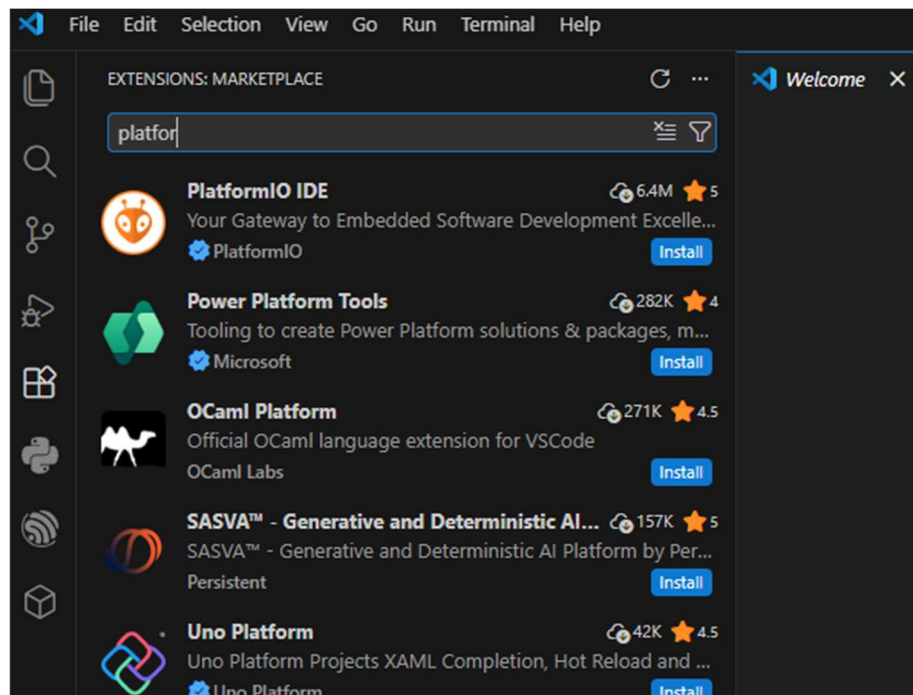 File Edit Selection View Go Run Terminal Help
EXTENSIONS: MARKETPLACE
Welcome
platfor
PlatformIO IDE 6.4M 5
Your Gateway to Embedded Software Development Excelle...
PlatformIO Install
Power Platform Tools 282K 4
Tooling to create Power Platform solutions & packages, m...
Microsoft Install
OCaml Platform 271K 4.5
Official OCaml language extension for VSCode
OCaml Labs Install
SASVA™ - Generative and Deterministic AI... 157K 5
SASVA™ - Generative and Deterministic AI Platform by Per...
Persistent Install
Uno Platform 42K 4.5
Uno Platform Projects XAML Completion, Hot Reload and ...
Uno Platform Install